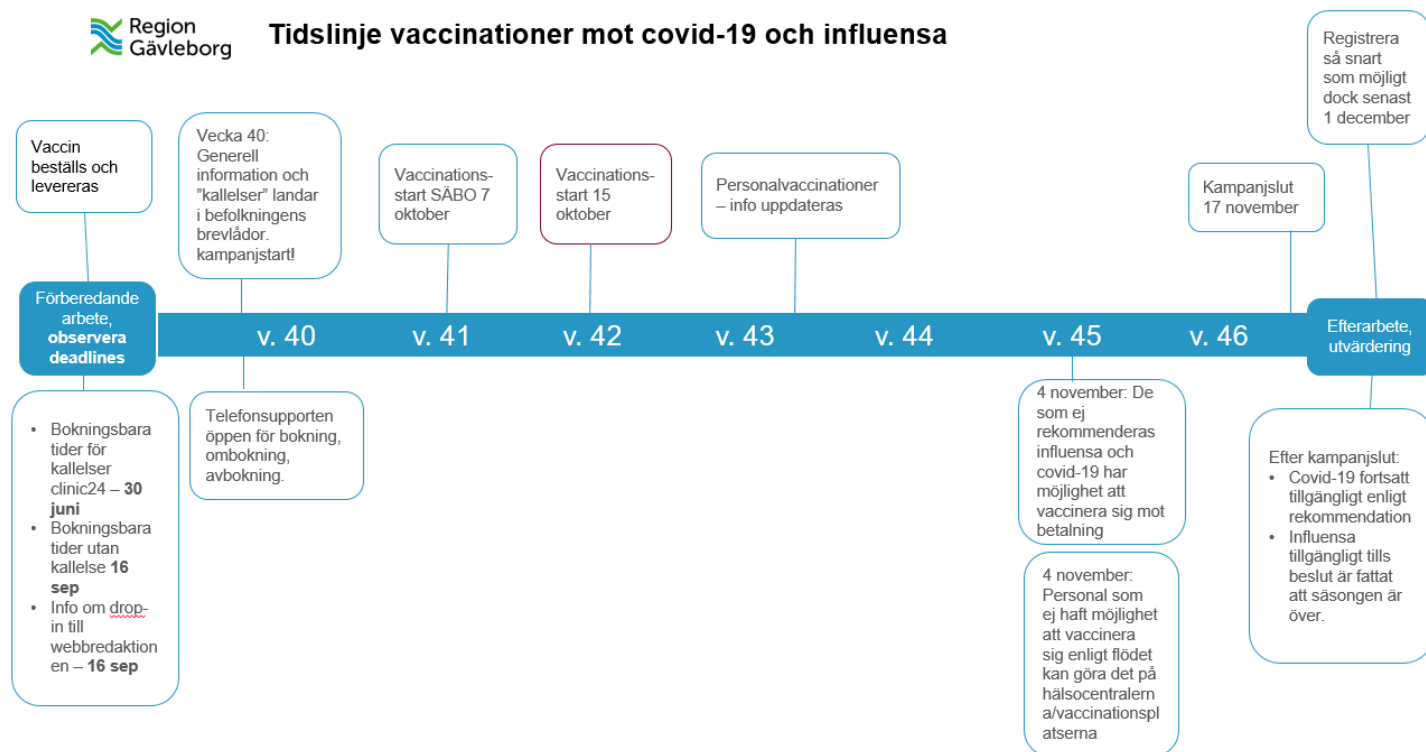 Region
Gävleborg
Tidslinje vaccinationer mot covid-19 och influensa
Vaccin
beställs och
levereras
Vecka 40:
Generell
information och
”kallelser” landar
i befolkningens
brevlådor.
kampanjstart!
Vaccinations-
start SÄBO 7
oktober
Vaccinations-
start 15
oktober
Personalvaccinationer
– info uppdateras
Kampanjslut
17 november
Registrera
så snart
som möjligt
dock senast
1 december
Förberedande
arbete,
observera
deadlines
v. 40
v. 41
v. 42
v. 43
v. 44
v. 45
v. 46
Efterarbete,
utvärdering
• Bokningsbara
tider för
kallelser
clinic24 – 30
juni
• Bokningsbara
tider utan
kallelse 16
sep
• Info om drop-
in till
webbredaktion
en – 16 sep
Telefonsupporten
öppen för bokning,
ombokning,
avbokning.
4 november: De
som ej
rekommenderas
influensa och
covid-19 har
möjlighet att
vaccinera sig mot
betalning
4 november:
Personal som
ej haft möjlighet
att vaccinera
sig enligt flödet
kan göra det på
hälsocentralern
a/vaccinationspl
atserna
Efter kampanjslut:
• Covid-19 fortsatt
tillgängligt enligt
rekommendation
• Influensa
tillgängligt tills
beslut är fattat
att säsongen är
över.